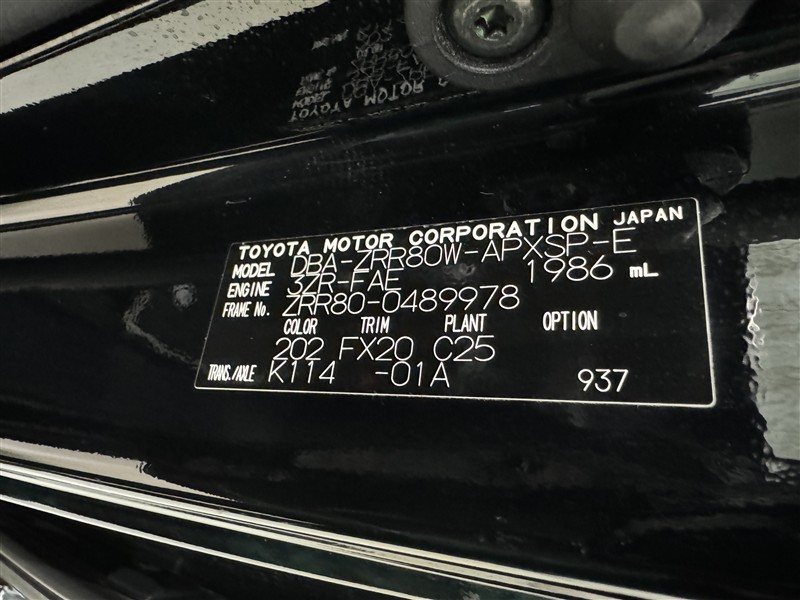 TOYOTA MOTOR CORPORATION JAPAN
MODEL DBA-ZRR80W-APXSP-E
ENGINE 3ZR-FAE 1986 mL
FRAME No. ZRR80-0489978
COLOR TRIM PLANT OPTION
202 FX20 C25
TRANS./AXLE K114 -01A 937